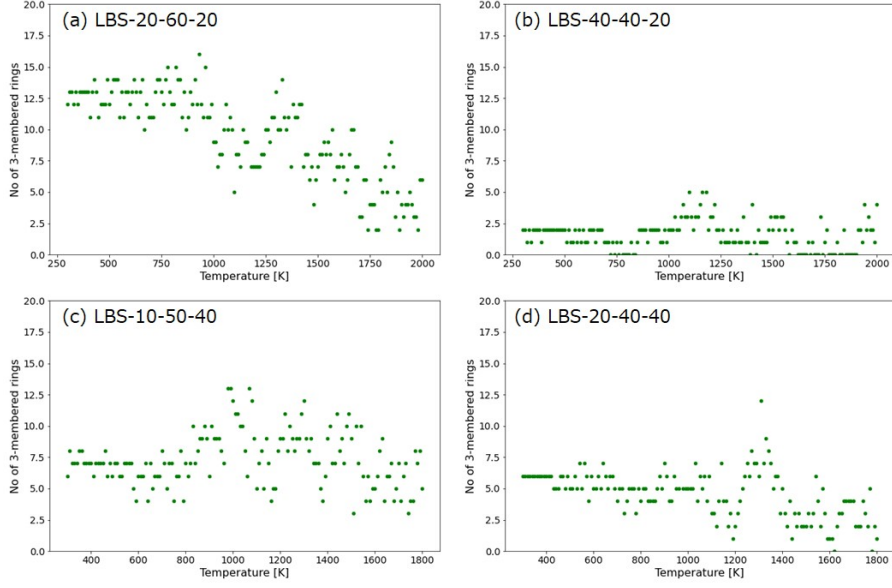 (a) LBS-20-60-20
No of 3-membered rings
20.0
17.5
15.0
12.5
10.0
7.5
5.0
2.5
0.0
250 500 750 1000 1250 1500 1750 2000
Temperature [K]
(b) LBS-40-40-20
No of 3-membered rings
20.0
17.5
15.0
12.5
10.0
7.5
5.0
2.5
0.0
250 500 750 1000 1250 1500 1750 2000
Temperature [K]
(c) LBS-10-50-40
No of 3-membered rings
20.0
17.5
15.0
12.5
10.0
7.5
5.0
2.5
0.0
400 600 800 1000 1200 1400 1600 1800
Temperature [K]
(d) LBS-20-40-40
No of 3-membered rings
20.0
17.5
15.0
12.5
10.0
7.5
5.0
2.5
0.0
400 600 800 1000 1200 1400 1600 1800
Temperature [K]